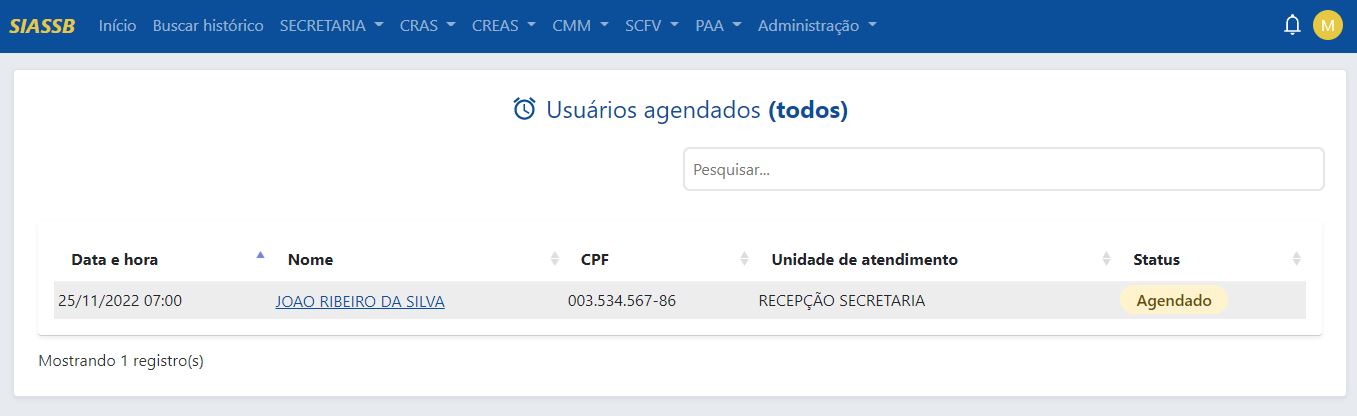 SIASSB Início Buscar histórico SECRETARIA CRAS CREAS CMM SCFV PAA Administração M
Usuários agendados (todos)
Pesquisar...
Data e hora Nome CPF Unidade de atendimento Status
25/11/2022 07:00 JOAO RIBEIRO DA SILVA 003.534.567-86 RECEPÇÃO SECRETARIA Agendado
Mostrando 1 registro(s)